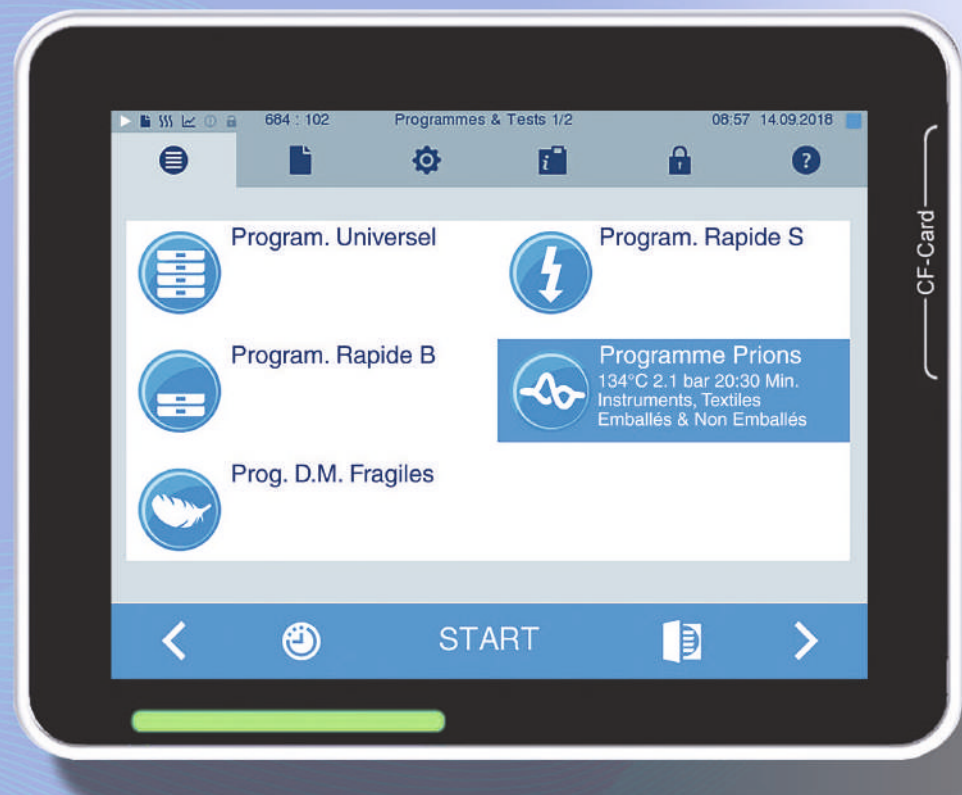 684 : 102
Programmes & Tests 1/2
08:57 14.09.2018
Program. Universel
Program. Rapide S
Program. Rapide B
Programme Prions
134°C 2.1 bar 20:30 Min.
Instruments, Textiles
Emballés & Non Emballés
Prog. D.M. Fragiles
START
CF-Card